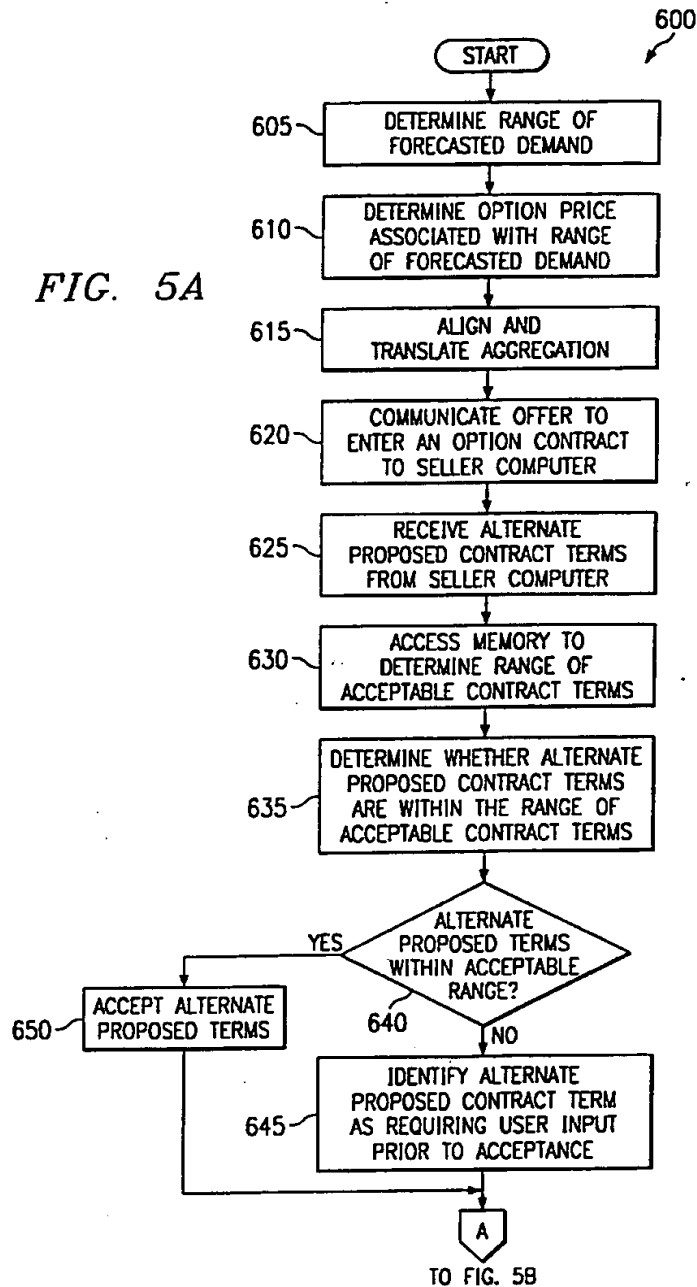 600
START
605
DETERMINE RANGE OF
FORECASTED DEMAND
610
DETERMINE OPTION PRICE
ASSOCIATED WITH RANGE
OF FORECASTED DEMAND
FIG. 5A
615
ALIGN AND
TRANSLATE AGGREGATION
620
COMMUNICATE OFFER TO
ENTER AN OPTION CONTRACT
TO SELLER COMPUTER
625
RECEIVE ALTERNATE
PROPOSED CONTRACT TERMS
FROM SELLER COMPUTER
630
ACCESS MEMORY TO
DETERMINE RANGE OF
ACCEPTABLE CONTRACT TERMS
635
DETERMINE WHETHER ALTERNATE
PROPOSED CONTRACT TERMS
ARE WITHIN THE RANGE OF
ACCEPTABLE CONTRACT TERMS
ALTERNATE
PROPOSED TERMS
WITHIN ACCEPTABLE
RANGE?
640
YES
650
ACCEPT ALTERNATE
PROPOSED TERMS
NO
645
IDENTIFY ALTERNATE
PROPOSED CONTRACT TERM
AS REQUIRING USER INPUT
PRIOR TO ACCEPTANCE
A
TO FIG. 5B